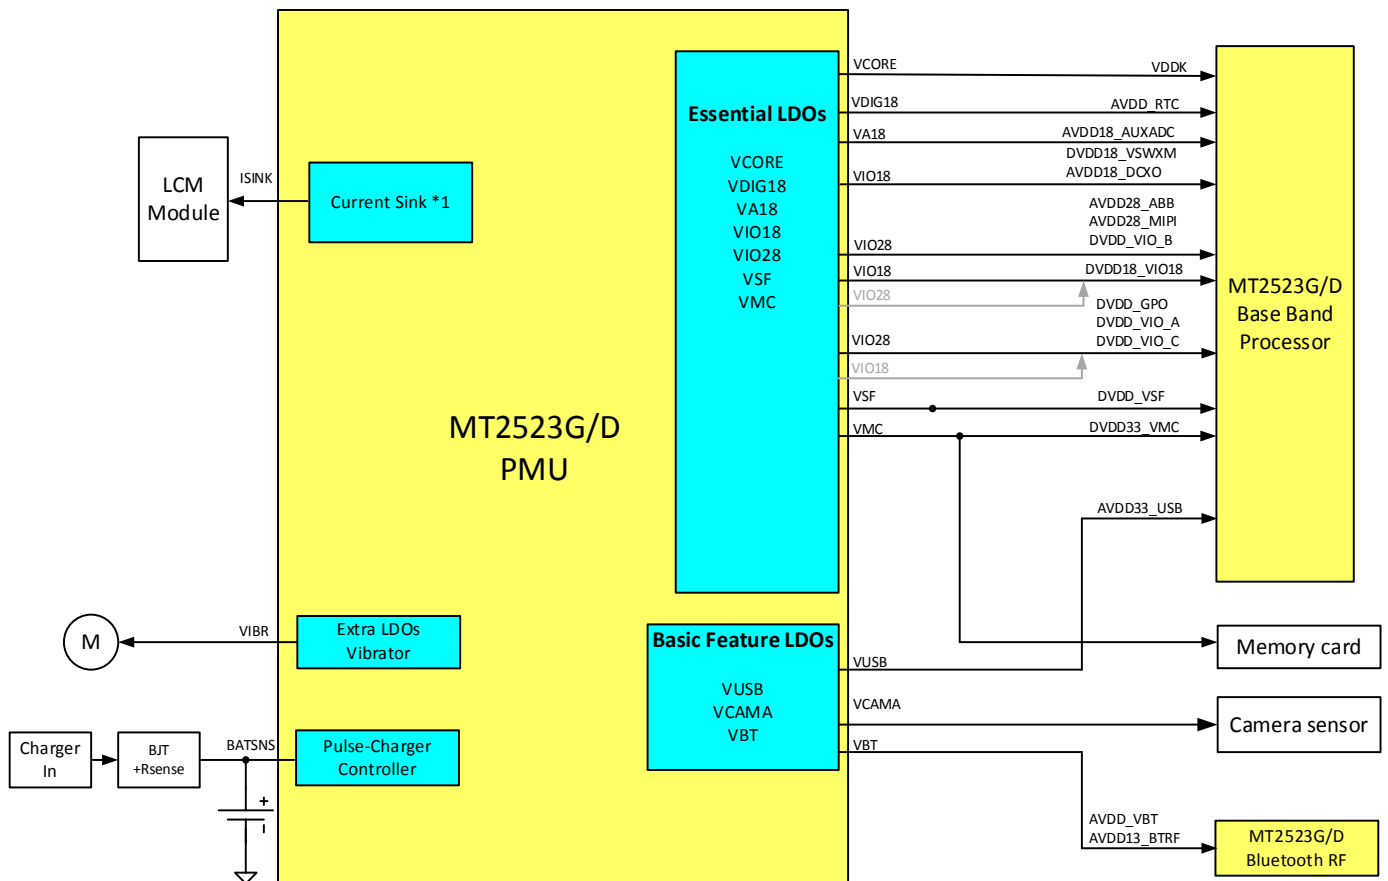 LCM
Module
ISINK
Current Sink *1
M
VIBR
Extra LDOs
Vibrator
Charger
In
BJT
+Rsense
BATSNS
Pulse-Charger
Controller
+
MT2523G/D
PMU
Essential LDOs
VCORE
VDIG18
VA18
VIO18
VIO28
VSF
VMC
Basic Feature LDOs
VUSB
VCAMA
VBT
VCORE
VDDK
VDIG18
AVDD_RTC
VA18
AVDD18_AUXADC
DVDD18_VSWXM
VIO18
AVDD18_DCXO
AVDD28_ABB
AVDD28_MIPI
VIO28
DVDD_VIO_B
VIO18
DVDD18_VIO18
VIO28
DVDD_GPO
DVDD_VIO_A
VIO28
DVDD_VIO_C
VIO18
VSF
DVDD_VSF
VMC
DVDD33_VMC
AVDD33_USB
VUSB
VCAMA
VBT
AVDD_VBT
AVDD13_BTRF
MT2523G/D
Base Band
Processor
Memory card
Camera sensor
MT2523G/D
Bluetooth RF